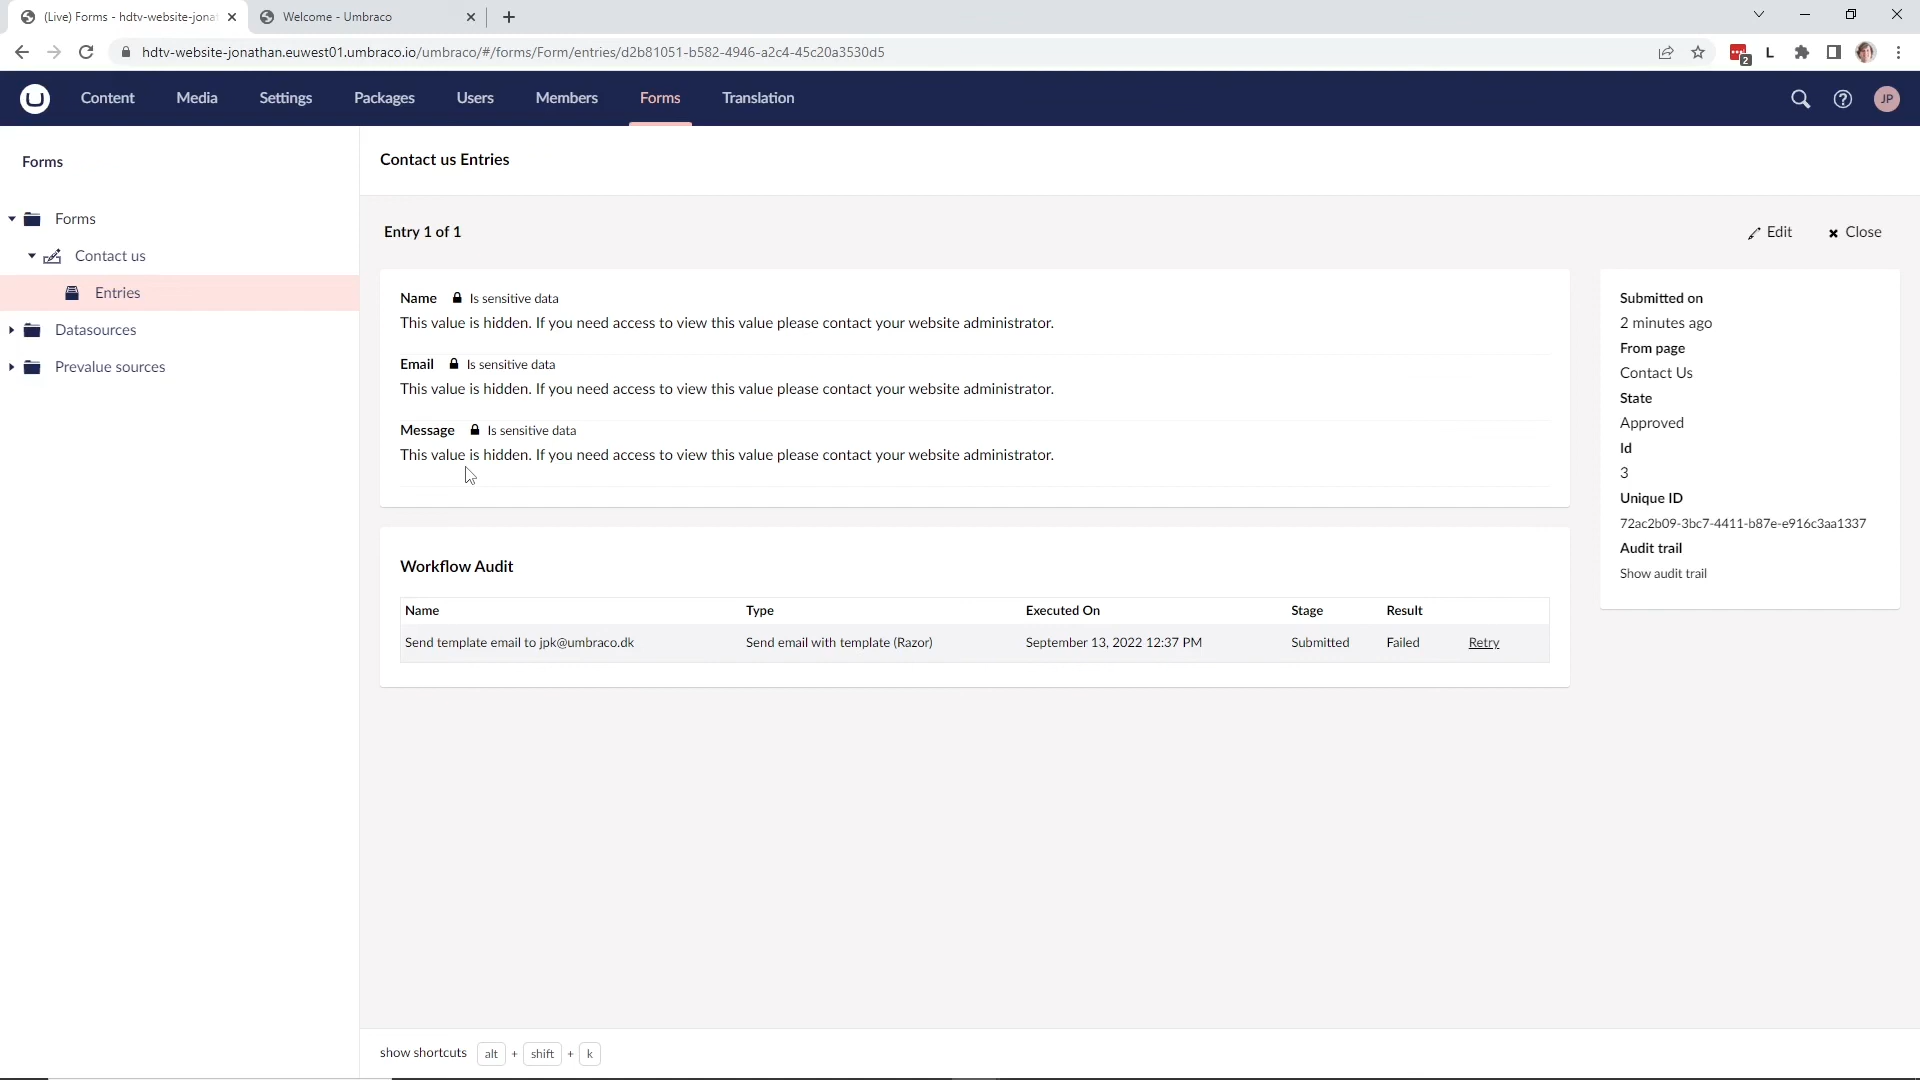 (Live) Forms - hdtv-website-jona
Welcome - Umbraco
hdtv-website-jonathan.euwest01.umbraco.io/umbraco/#/forms/Form/entries/d2b81051-b582-4946-a2c4-45c20a3530d5
2
L
Content
Media
Settings
Packages
Users
Members
Forms
Translation
JP
Forms
Contact us Entries
Forms
Contact us
Entries
Datasources
Prevalue sources
Entry 1 of 1
Edit
Close
Name Is sensitive data
This value is hidden. If you need access to view this value please contact your website administrator.
Email Is sensitive data
This value is hidden. If you need access to view this value please contact your website administrator.
Message Is sensitive data
This value is hidden. If you need access to view this value please contact your website administrator.
Submitted on
2 minutes ago
From page
Contact Us
State
Approved
Id
3
Unique ID
72ac2b09-3bc7-4411-b87e-e916c3aa1337
Audit trail
Show audit trail
Workflow Audit
Name Type Executed On Stage Result
Send template email to jpk@umbraco.dk Send email with template (Razor) September 13, 2022 12:37 PM Submitted Failed Retry
show shortcuts alt + shift + k